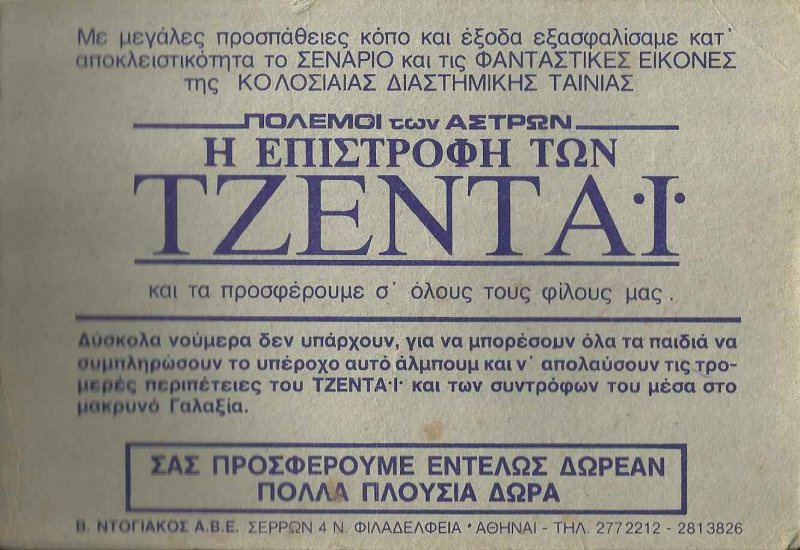 Με μεγάλες προσπάθειες κόπο και έξοδα εξασφαλίσαμε κατ'
αποκλειστικότητα το ΣΕΝΑΡΙΟ και τις ΦΑΝΤΑΣΤΙΚΕΣ ΕΙΚΟΝΕΣ
της ΚΟΛΟΣΙΑΙΑΣ ΔΙΑΣΤΗΜΙΚΗΣ ΤΑΙΝΙΑΣ
ΠΟΛΕΜΟΙ των ΑΣΤΡΩΝ
Η ΕΠΙΣΤΡΟΦΗ ΤΩΝ
ΤΖΕΝΤΑ·Ι·
και τα προσφέρουμε σ' όλους τους φίλους μας.
Δύσκολα νούμερα δεν υπάρχουν, για να μπορέσουν όλα τα παιδιά να
συμπληρώσουν το υπέροχο αυτό άλμπουμ και ν' απολαύσουν τις τρο-
μερές περιπέτειες του ΤΖΕΝΤΑ·Ι· και των συντρόφων του μέσα στο
μακρυνό Γαλαξία.
ΣΑΣ ΠΡΟΣΦΕΡΟΥΜΕ ΕΝΤΕΛΩΣ ΔΩΡΕΑΝ
ΠΟΛΛΑ ΠΛΟΥΣΙΑ ΔΩΡΑ
Β. ΝΤΟΓΙΑΚΟΣ Α.Β.Ε. ΣΕΡΡΩΝ 4 Ν. ΦΙΛΑΔΕΛΦΕΙΑ · ΑΘΗΝΑΙ - ΤΗΛ. 2772212 - 2813826